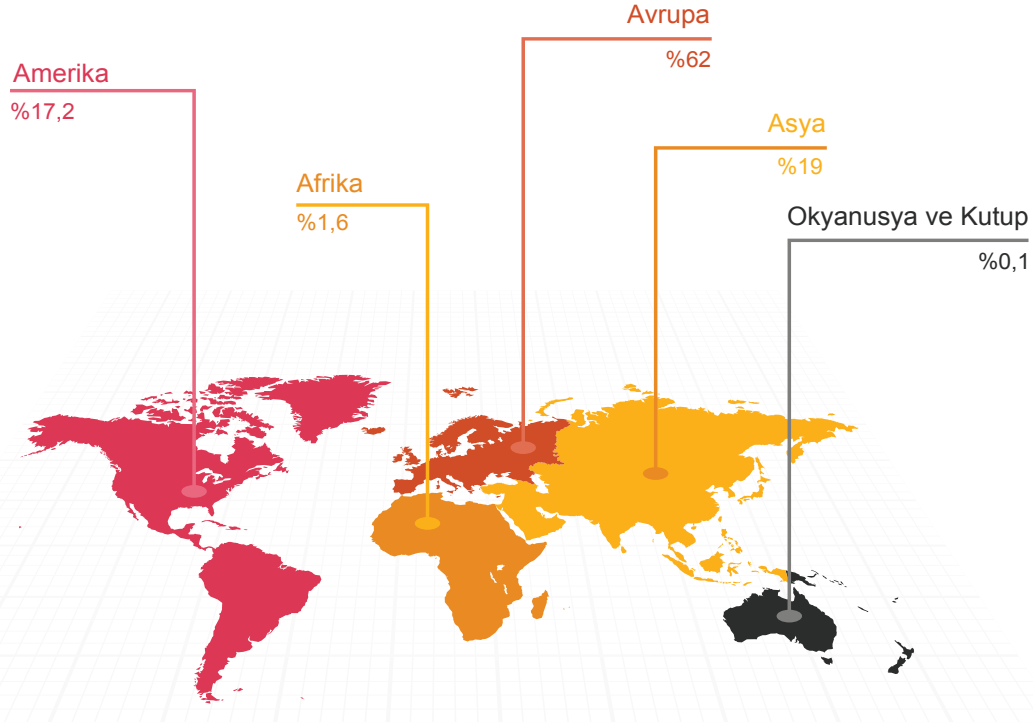 Avrupa
%62
Amerika
%17,2
Asya
%19
Afrika
%1,6
Okyanusya ve Kutup
%0,1